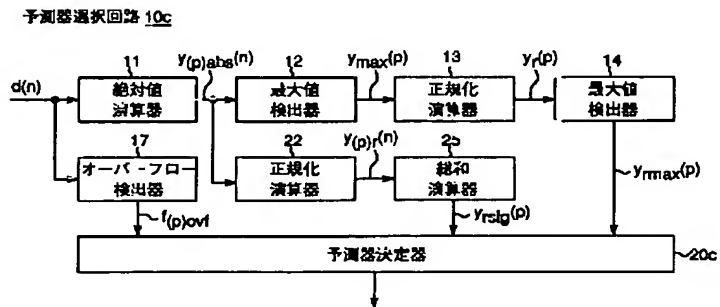 予測器選択回路 10c
11
y(p)abs(n)
12
ymax(p)
13
yr(p)
14
d(n)
絶対値
演算器
最大値
検出器
正規化
演算器
最大値
検出器
17
22
y(p)r(n)
25
オーバーフロー
検出器
正規化
演算器
総和
演算器
yrmax(p)
f(p)ovf
yrsig(p)
予測器決定器
20c